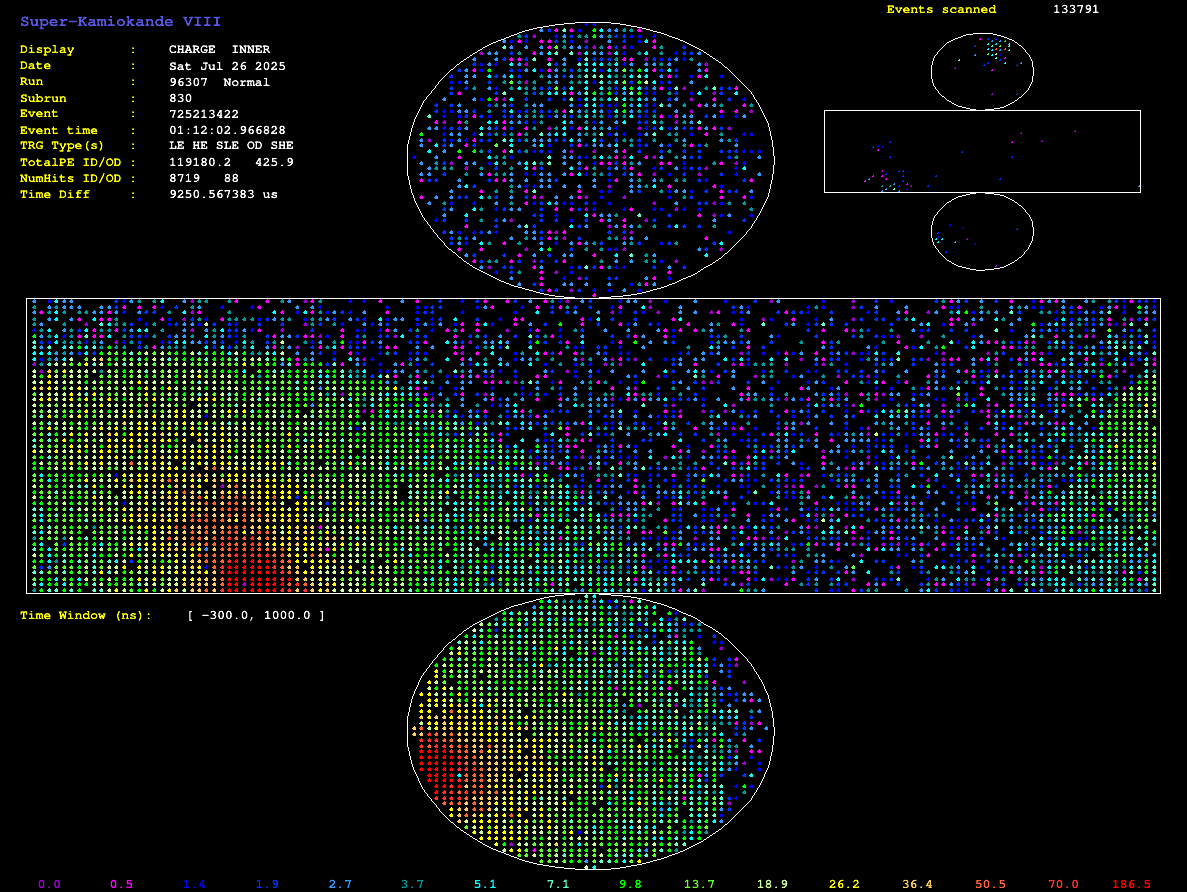 Super-Kamiokande VIII
Events scanned 133791
Display : CHARGE INNER
Date : Sat Jul 26 2025
Run : 96307 Normal
Subrun : 830
Event : 725213422
Event time : 01:12:02.966828
TRG Type(s) : LE HE SLE OD SHE
TotalPE ID/OD : 119180.2 425.9
NumHits ID/OD : 8719 88
Time Diff : 9250.567383 us
Time Window (ns): [ -300.0, 1000.0 ]
0.0 0.5 1.4 1.9 2.7 3.7 5.1 7.1 9.8 13.7 18.9 26.2 36.4 50.5 70.0 186.5